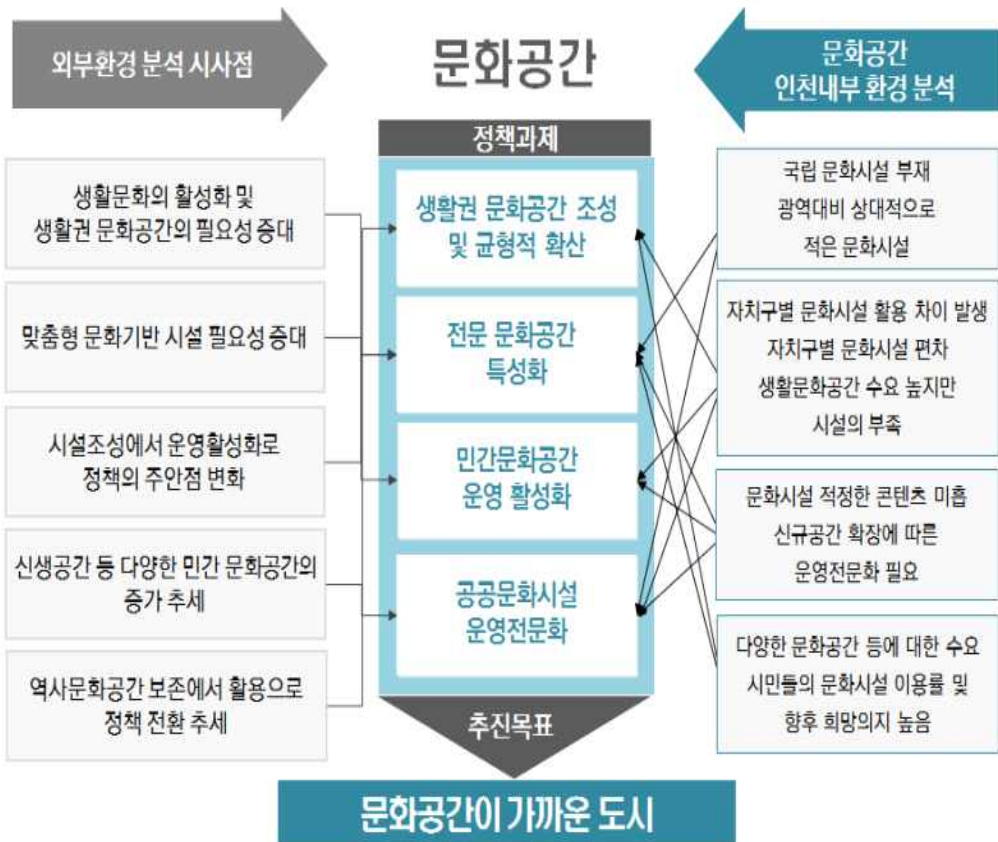 외부환경 분석 시사점
문화공간
문화공간
인천내부 환경 분석
정책과제
생활문화의 활성화 및
생활권 문화공간의 필요성 증대
맞춤형 문화기반 시설 필요성 증대
시설조성에서 운영활성화로
정책의 주안점 변화
신생공간 등 다양한 민간 문화공간의
증가 추세
역사문화공간 보존에서 활용으로
정책 전환 추세
생활권 문화공간 조성
및 균형적 확산
전문 문화공간
특성화
민간문화공간
운영 활성화
공공문화시설
운영전문화
국립 문화시설 부재
광역대비 상대적으로
적은 문화시설
자치구별 문화시설 활용 차이 발생
자치구별 문화시설 편차
생활문화공간 수요 높지만
시설의 부족
문화시설 적정한 콘텐츠 미흡
신규공간 확장에 따른
운영전문화 필요
다양한 문화공간 등에 대한 수요
시민들의 문화시설 이용률 및
향후 희망의지 높음
추진목표
문화공간이 가까운 도시